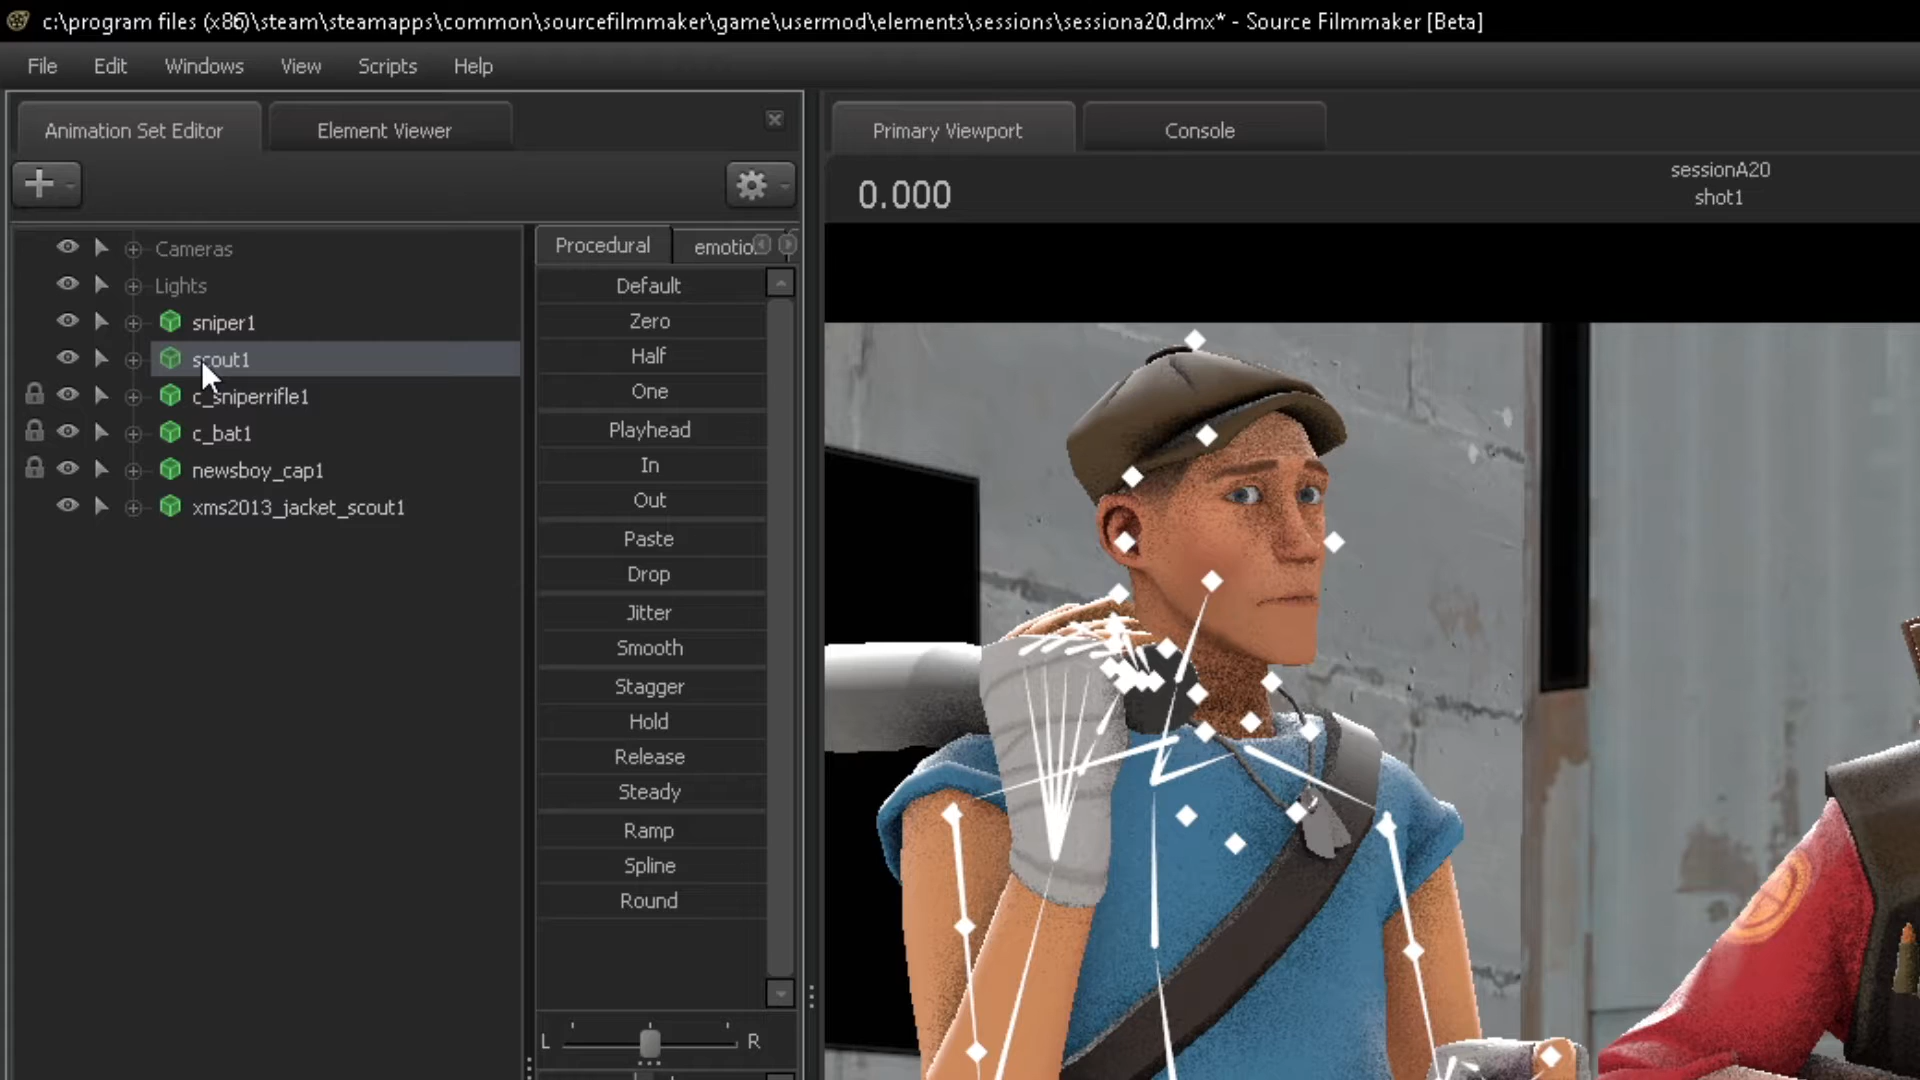 c:\program files (x86)\steam\steamapps\common\sourcefilmmaker\game\usermod\elements\sessions\sessiona20.dmx* - Source Filmmaker [Beta]
File Edit Windows View Scripts Help
Animation Set Editor Element Viewer
Primary Viewport Console
0.000
sessionA20
shot1
Cameras
Lights
sniper1
scout1
c_sniperrifle1
c_bat1
newsboy_cap1
xms2013_jacket_scout1
Procedural emotio
Default
Zero
Half
One
Playhead
In
Out
Paste
Drop
Jitter
Smooth
Stagger
Hold
Release
Steady
Ramp
Spline
Round
L R